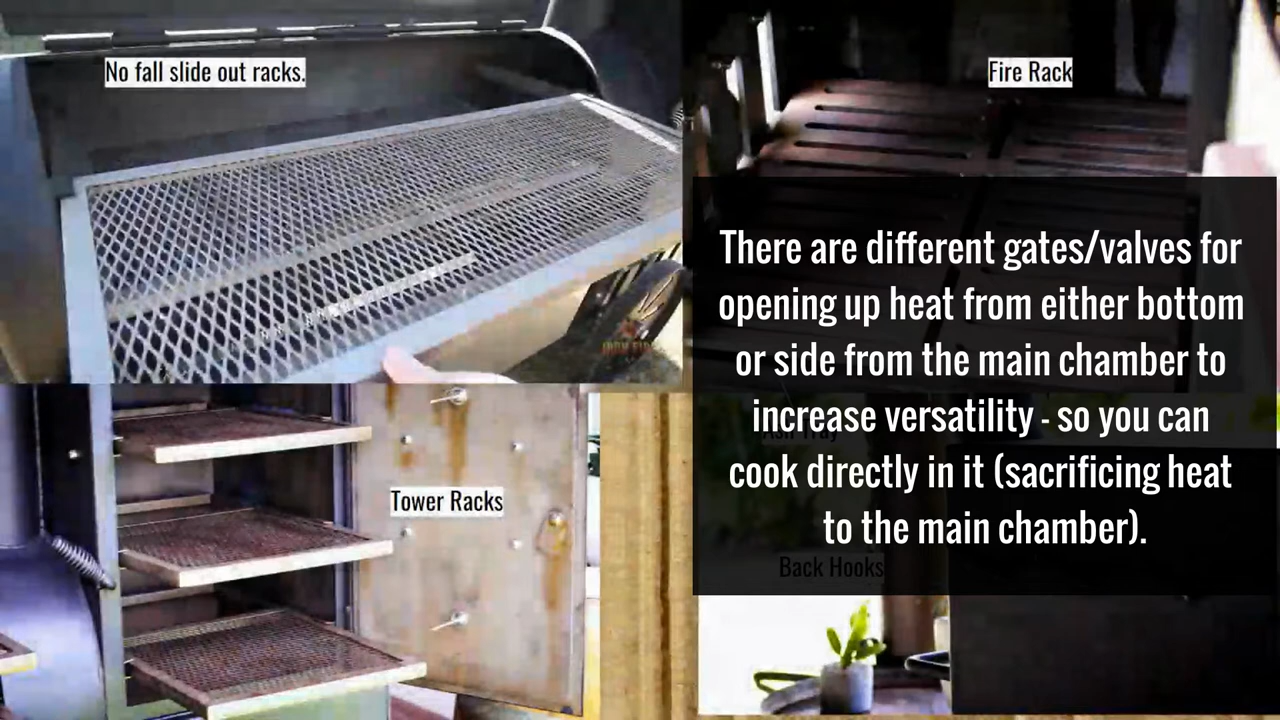 No fall slide out racks.
Fire Rack
There are different gates/valves for
opening up heat from either bottom
or side from the main chamber to
increase versatility - so you can
cook directly in it (sacrificing heat
to the main chamber).
Ash Tray
Tower Racks
Back Hooks